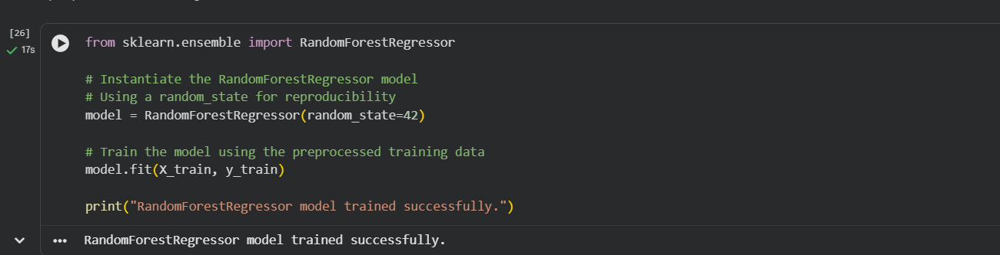 [26]
17s
from sklearn.ensemble import RandomForestRegressor
# Instantiate the RandomForestRegressor model
# Using a random_state for reproducibility
model = RandomForestRegressor(random_state=42)
# Train the model using the preprocessed training data
model.fit(X_train, y_train)
print("RandomForestRegressor model trained successfully.")
RandomForestRegressor model trained successfully.